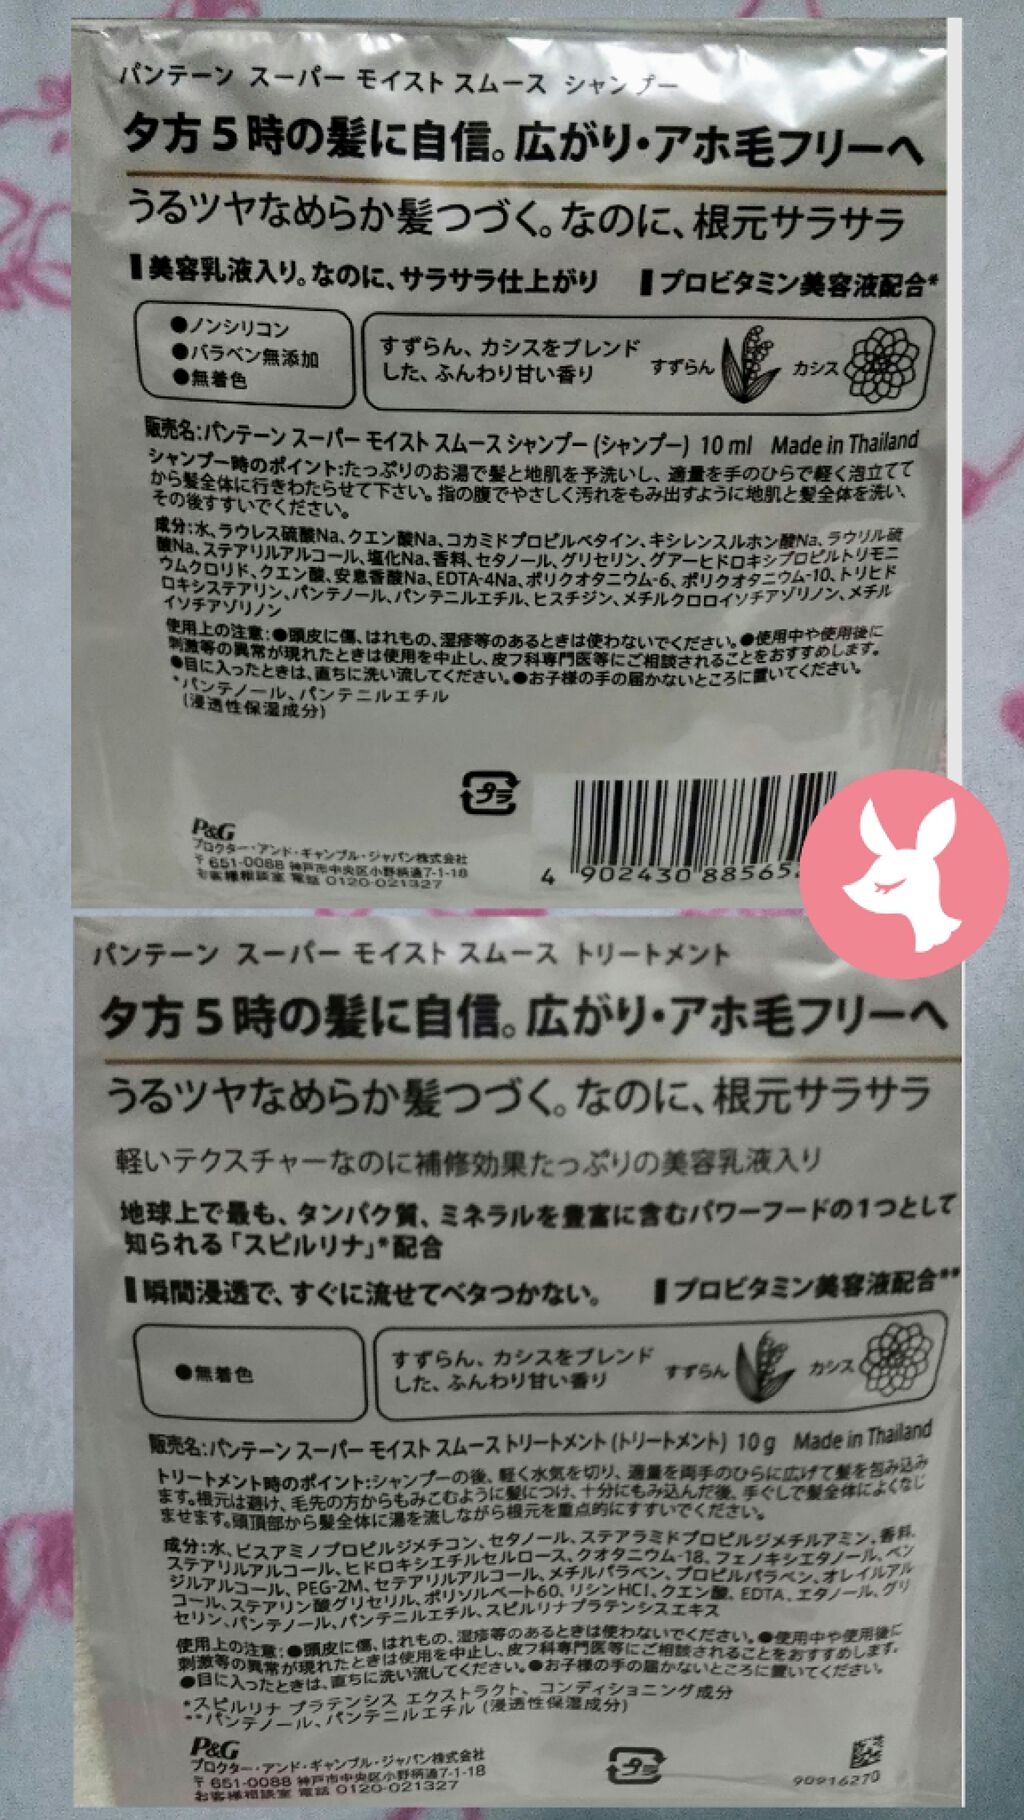 パンテーン スーパー モイスト スムース シャンプー
夕方5時の髪に自信。広がり・アホ毛フリーへ
うるツヤなめらか髪つづく。なのに、根元サラサラ
美容乳液入り。なのに、サラサラ仕上がり プロビタミン美容液配合*
●ノンシリコン
●パラベン無添加
●無着色
すずらん、カシスをブレンド
した、ふんわり甘い香り
すずらん カシス
販売名:パンテーン スーパー モイスト スムース シャンプー (シャンプー) 10 ml Made in Thailand
シャンプー時のポイント:たっぷりのお湯で髪と地肌を予洗いし、適量を手のひらで軽く泡立てて
から髪全体に行きわたらせて下さい。指の腹でやさしく汚れをもみ出すように地肌と髪全体を洗い、
その後すすいでください。
成分:水、ラウレス硫酸Na、クエン酸Na、コカミドプロピルベタイン、キシレンスルホン酸Na、ラウリル硫
酸Na、ステアリルアルコール、塩化Na、香料、セタノール、グリセリン、グアーヒドロキシプロピルトリモニ
ウムクロリド、クエン酸、安息香酸Na、EDTA-4Na、ポリクオタニウム-6、ポリクオタニウム-10、トリヒド
ロキシステアリン、パンテノール、パンテニルエチル、ヒスチジン、メチルクロロイソチアゾリノン、メチル
イソチアゾリノン
使用上の注意:●頭皮に傷、はれもの、湿疹等のあるときは使わないでください。●使用中や使用後に
刺激等の異常が現れたときは使用を中止し、皮フ科専門医等にご相談されることをおすすめします。
●目に入ったときは、直ちに洗い流してください。●お子様の手の届かないところに置いてください。
*パンテノール、パンテニルエチル
(浸透性保湿成分)
プラ
P&G
プロクター・アンド・ギャンブル・ジャパン株式会社
〒651-0088 神戸市中央区小野柄通7-1-18
お客様相談室 電話 0120-021327
4 902430 88565
パンテーン スーパー モイスト スムース トリートメント
夕方5時の髪に自信。広がり・アホ毛フリーへ
うるツヤなめらか髪つづく。なのに、根元サラサラ
軽いテクスチャーなのに補修効果たっぷりの美容乳液入り
地球上で最も、タンパク質、ミネラルを豊富に含むパワーフードの1つとして
知られる「スピルリナ」*配合
瞬間浸透で、すぐに流せてベタつかない。 プロビタミン美容液配合**
●無着色
すずらん、カシスをブレンド
した、ふんわり甘い香り
すずらん カシス
販売名:パンテーン スーパー モイスト スムース トリートメント (トリートメント) 10 g Made in Thailand
トリートメント時のポイント:シャンプーの後、軽く水気を切り、適量を両手のひらに広げて髪を包み込み
ます。根元は避け、毛先の方からもみこむように髪につけ、十分にもみ込んだ後、手ぐしで髪全体によくなじ
ませます。頭頂部から髪全体に湯を流しながら根元を重点的にすすいでください。
成分:水、ビスアミノプロピルジメチコン、セタノール、ステアラミドプロピルジメチルアミン、香料、
ステアリルアルコール、ヒドロキシエチルセルロース、クオタニウム-18、フェノキシエタノール、ベン
ジルアルコール、PEG-2M、セテアリルアルコール、メチルパラベン、プロピルパラベン、オレイルアル
コール、ステアリン酸グリセリル、ポリソルベート60、リシンHCl、クエン酸、EDTA、エタノール、グリ
セリン、パンテノール、パンテニルエチル、スピルリナプラテンシスエキス
使用上の注意:●頭皮に傷、はれもの、湿疹等のあるときは使わないでください。●使用中や使用後に
刺激等の異常が現れたときは使用を中止し、皮フ科専門医等にご相談されることをおすすめします。
●目に入ったときは、直ちに洗い流してください。●お子様の手の届かないところに置いてください。
*スピルリナ プラテンシス エクストラクト、コンディショニング成分
**パンテノール、パンテニルエチル (浸透性保湿成分)
P&G
プロクター・アンド・ギャンブル・ジャパン株式会社
〒651-0088 神戸市中央区小野柄通7-1-18
お客様相談室 電話 0120-021327
プラ
90916270